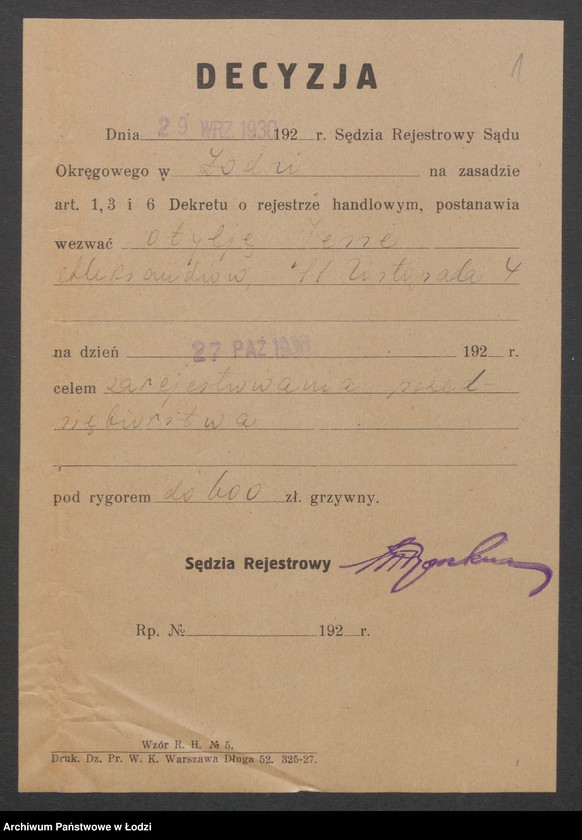 1
DECYZJA
Dnia 29 WRZ 1930 192 r. Sędzia Rejestrowy Sądu
Okręgowego w Łodzi na zasadzie
art. 1, 3 i 6 Dekretu o rejestrze handlowym, postanawia
wezwać Otylję
Aleksandrów, 11 Listopada 4
na dzień 27 PAŹ 1930 192 r.
celem zarejestrowania przed-
siębiorstwa
pod rygorem do 600 zł. grzywny.
Sędzia Rejestrowy
Rp. № 192 r.
Wzór R. H. № 5.
Druk. Dz. Pr. W. K. Warszawa Długa 52. 325-27.
Archiwum Państwowe w Łodzi